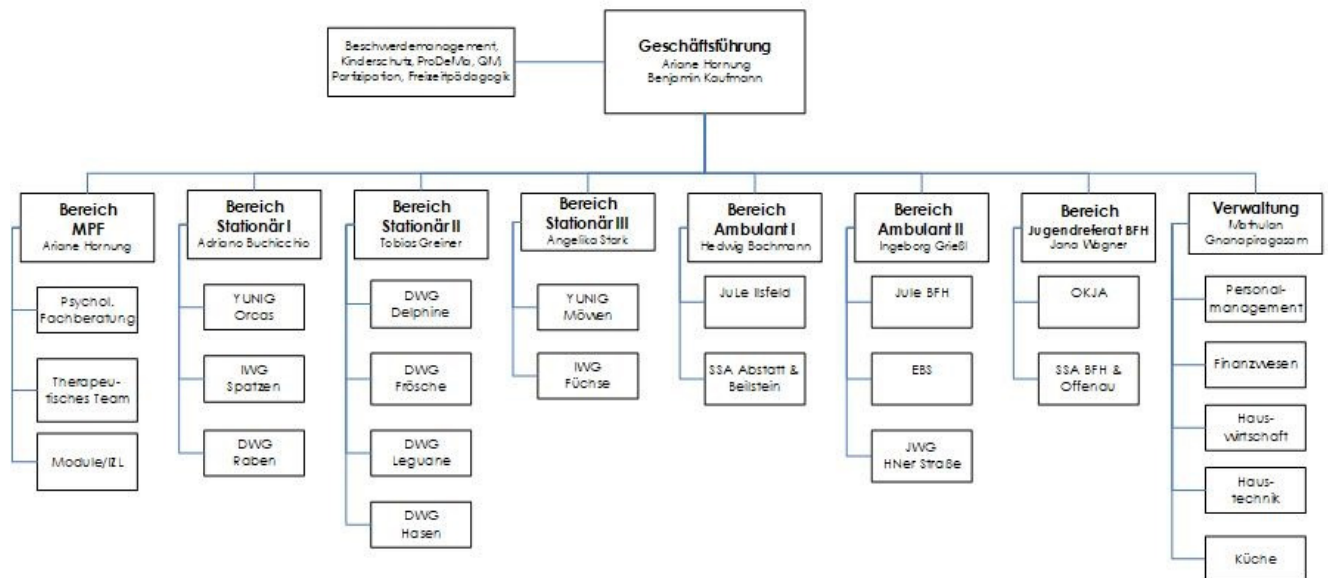 Beschwerdemanagement,
Kinderschutz, ProDeMa, QM,
Partizipation, Freizeitpädagogik
Geschäftsführung
Ariane Hornung
Benjamin Kaufmann
Bereich
MPF
Ariane Hornung
Psychol.
Fachberatung
Therapeu-
tisches Team
Module/IZL
Bereich
Stationär I
Adriano Buchicchio
YUNIG
Orcas
IWG
Spatzen
DWG
Raben
Bereich
Stationär II
Tobias Greiner
DWG
Delphine
DWG
Frösche
DWG
Leguane
DWG
Hasen
Bereich
Stationär III
Angelika Stark
YUNIG
Möwen
IWG
Füchse
Bereich
Ambulant I
Hedwig Bachmann
JuLe Ilsfeld
SSA Abstatt &
Beilstein
Bereich
Ambulant II
Ingeborg Grießl
Jule BFH
EBS
JWG
HNer Straße
Bereich
Jugendreferat BFH
Jana Wagner
OKJA
SSA BFH &
Offenau
Verwaltung
Mathulan
Gnanapiragasam
Personal-
management
Finanzwesen
Haus-
wirtschaft
Haus-
technik
Küche